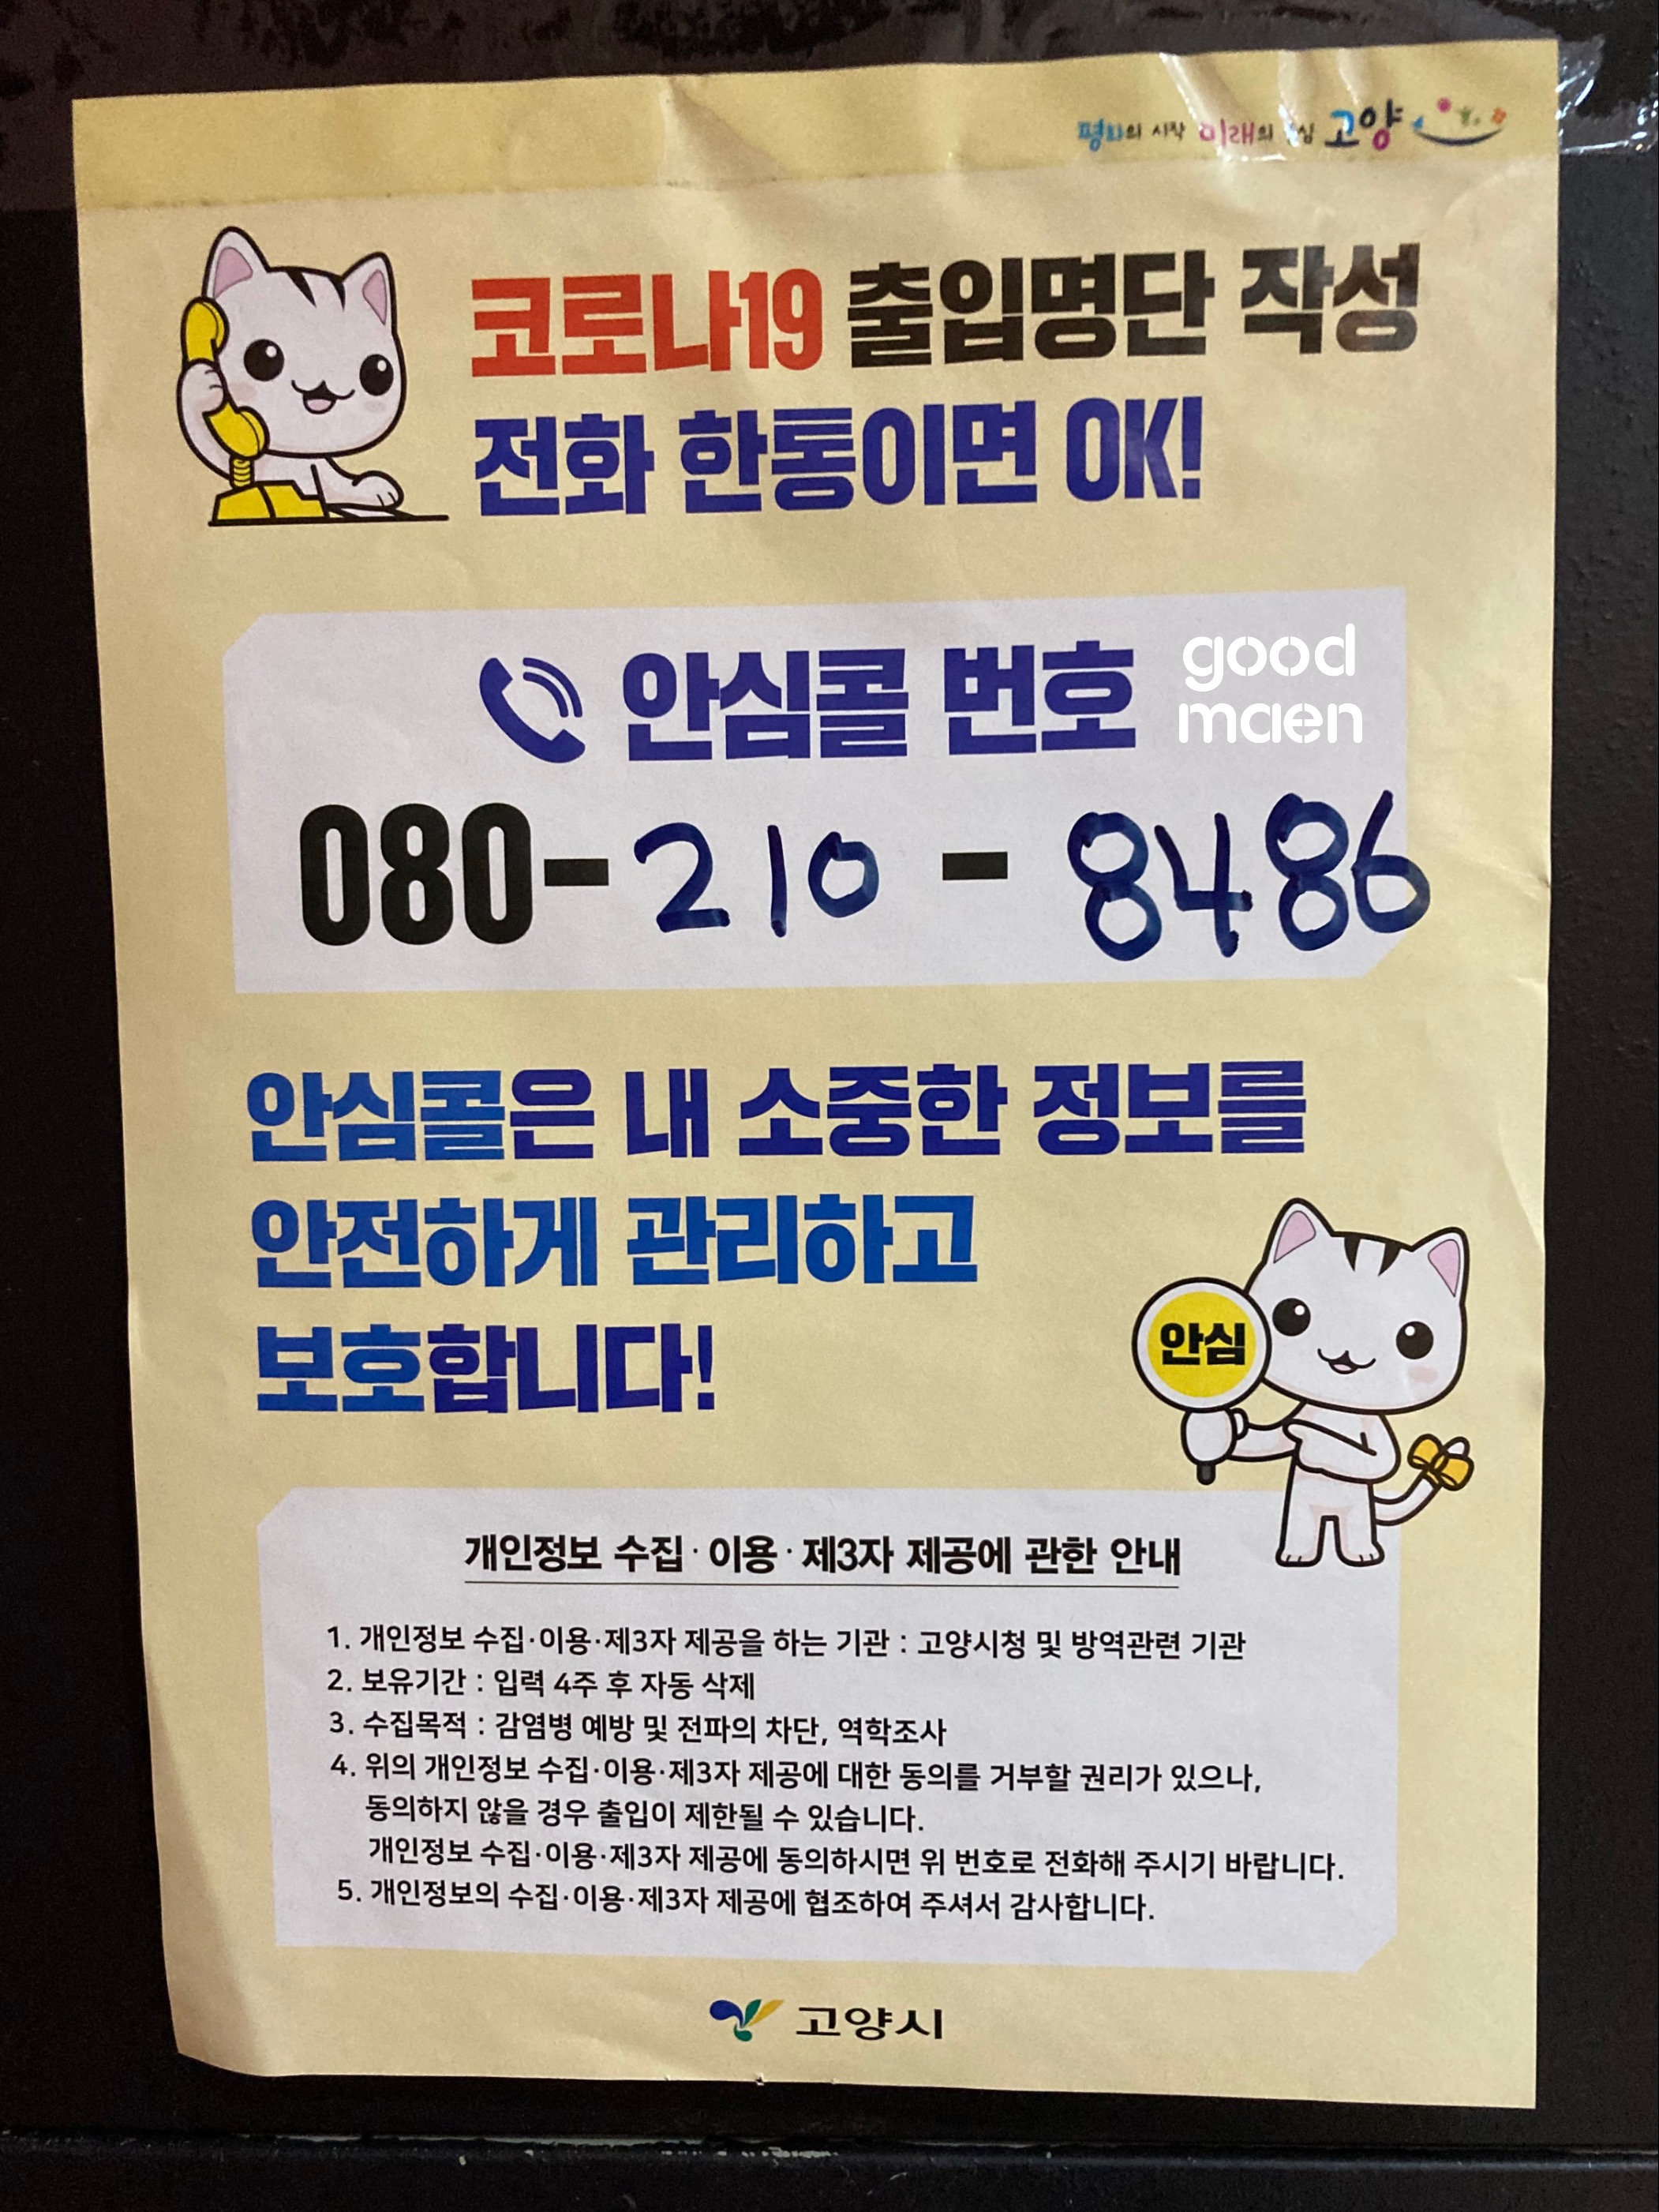 평화의 시작 미래의 중심 고양
코로나19 출입명단 작성
전화 한통이면 OK!
안심콜 번호
good
maen
080-210-8486
안심콜은 내 소중한 정보를
안전하게 관리하고
보호합니다!
안심
개인정보 수집·이용·제3자 제공에 관한 안내
1. 개인정보 수집·이용·제3자 제공을 하는 기관 : 고양시청 및 방역관련 기관
2. 보유기간 : 입력 4주 후 자동 삭제
3. 수집목적 : 감염병 예방 및 전파의 차단, 역학조사
4. 위의 개인정보 수집·이용·제3자 제공에 대한 동의를 거부할 권리가 있으나,
동의하지 않을 경우 출입이 제한될 수 있습니다.
개인정보 수집·이용·제3자 제공에 동의하시면 위 번호로 전화해 주시기 바랍니다.
5. 개인정보의 수집·이용·제3자 제공에 협조하여 주셔서 감사합니다.
고양시